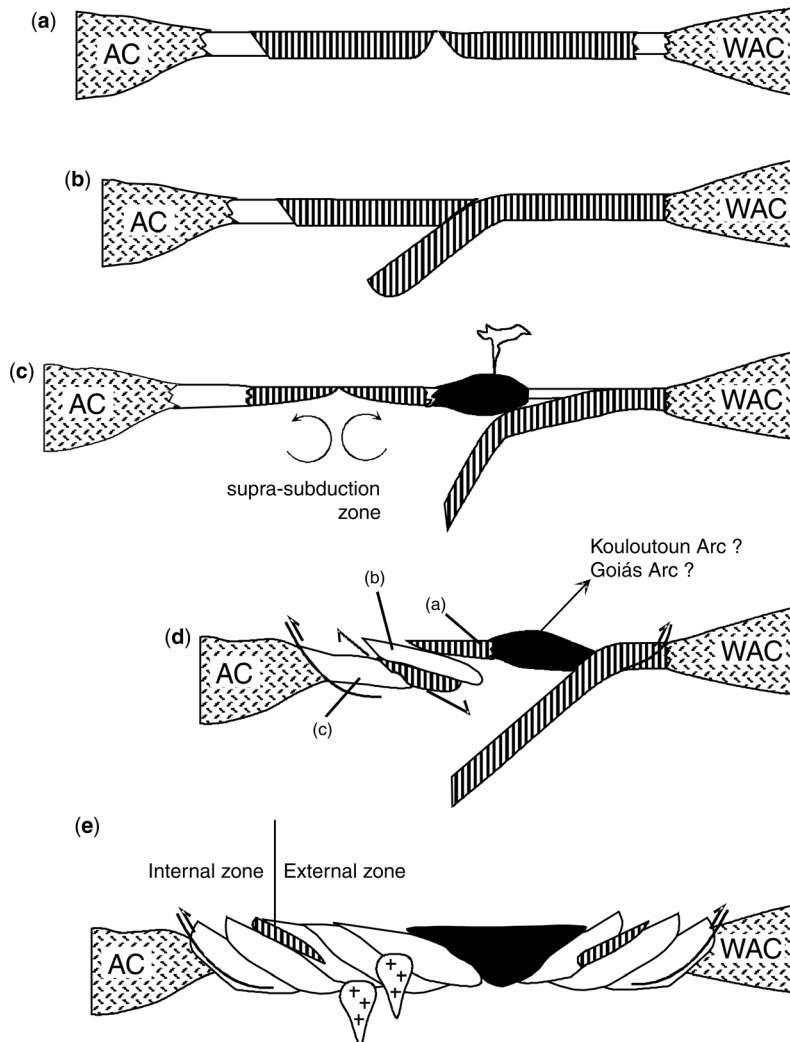 (a)
AC
WAC
(b)
AC
WAC
(c)
AC
WAC
supra-subduction
zone
Kouloutoun Arc ?
Goiás Arc ?
(b)
(a)
(d)
AC
WAC
(c)
(e)
Internal zone
External zone
AC
WAC